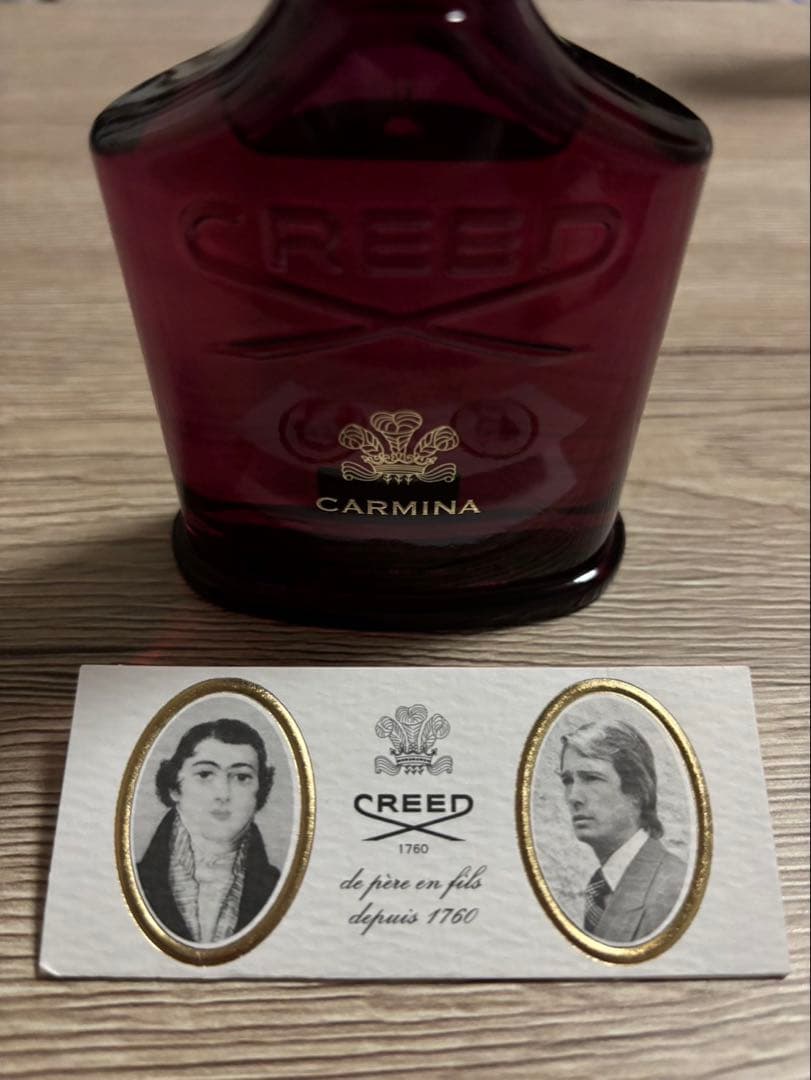 CREED
CARMINA
CREED
1760
de père en fils
depuis 1760